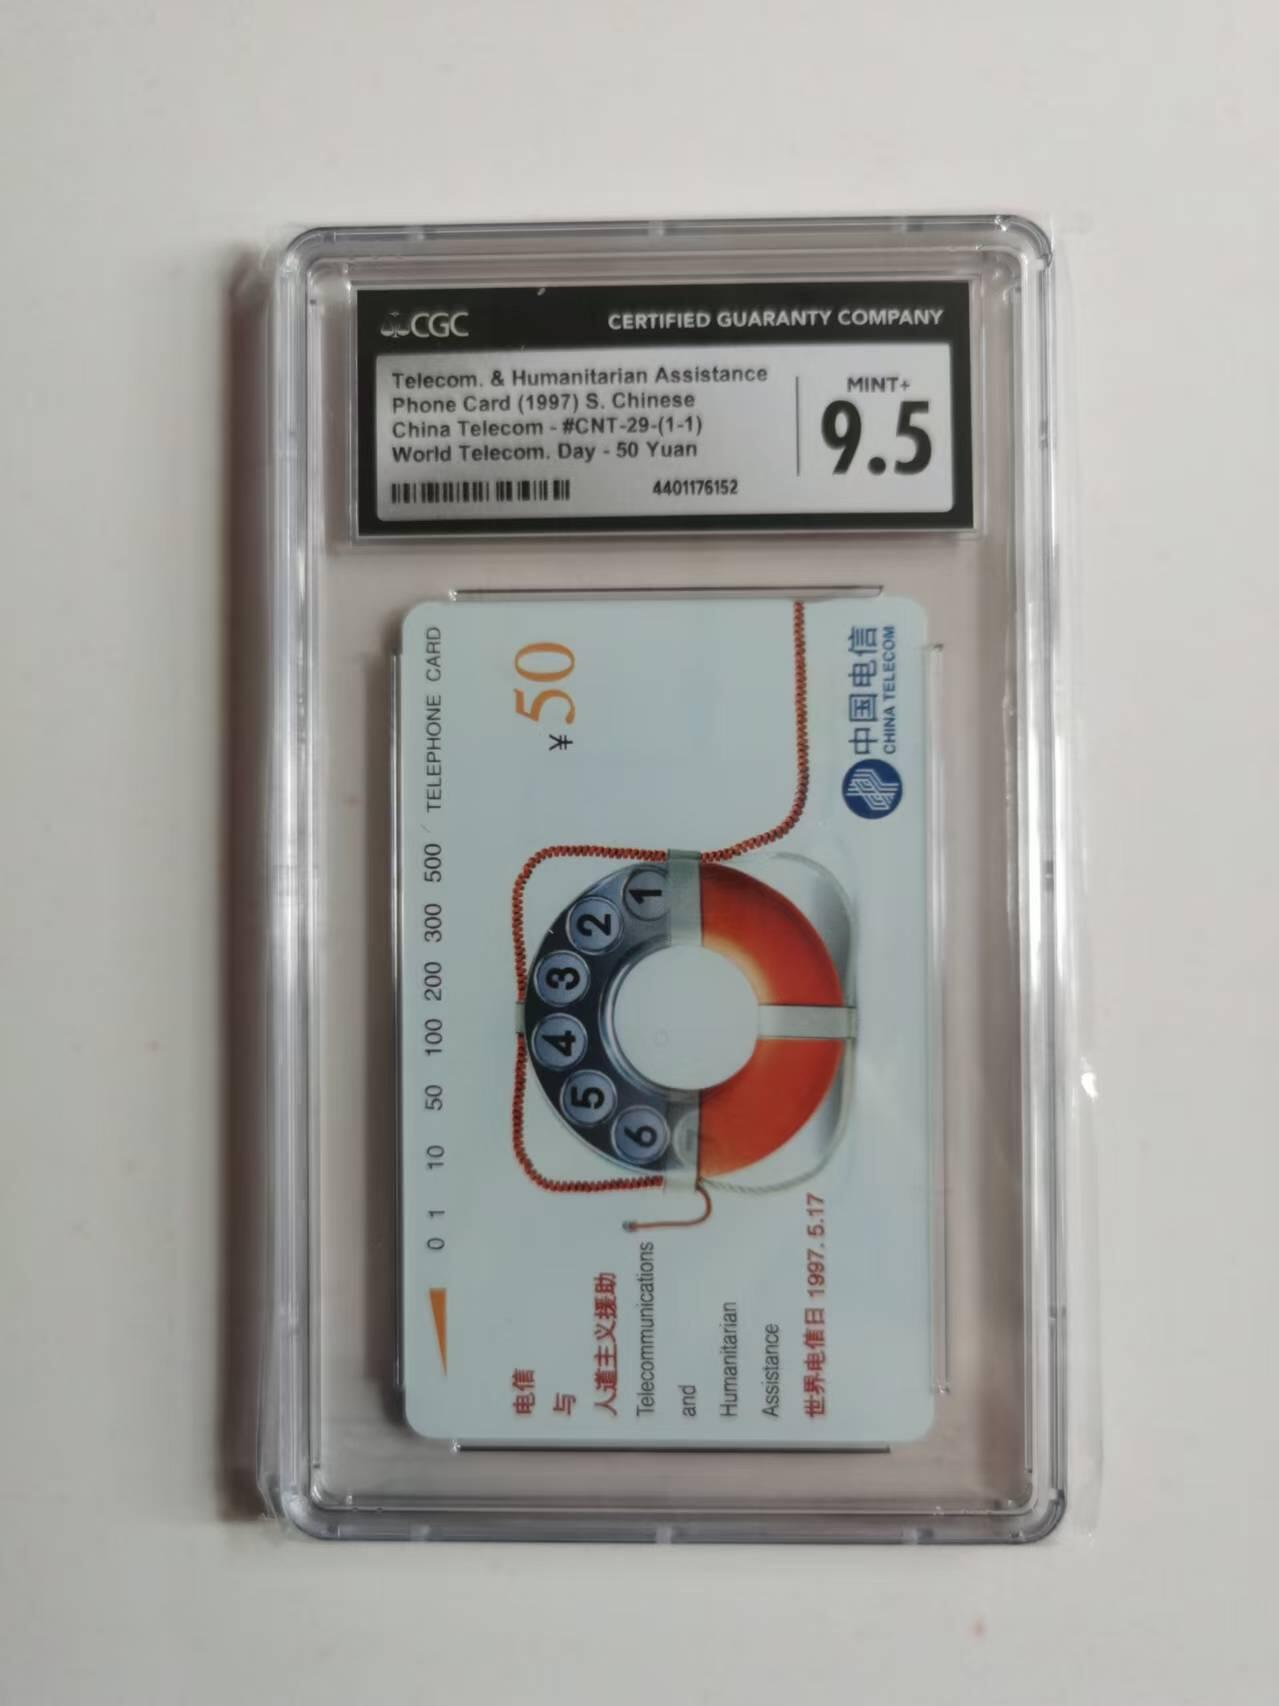 CGC
CERTIFIED GUARANTY COMPANY
Telecom. & Humanitarian Assistance
Phone Card (1997) S. Chinese
China Telecom - #CNT-29-(1-1)
World Telecom. Day - 50 Yuan
4401176152
MINT+
9.5
0 1 10 50 100 200 300 500 TELEPHONE CARD
¥50
电信
与
人道主义援助
Telecommunications
and
Humanitarian
Assistance
世界电信日 1997. 5.17
1
2
3
4
5
6
中国电信
CHINA TELECOM